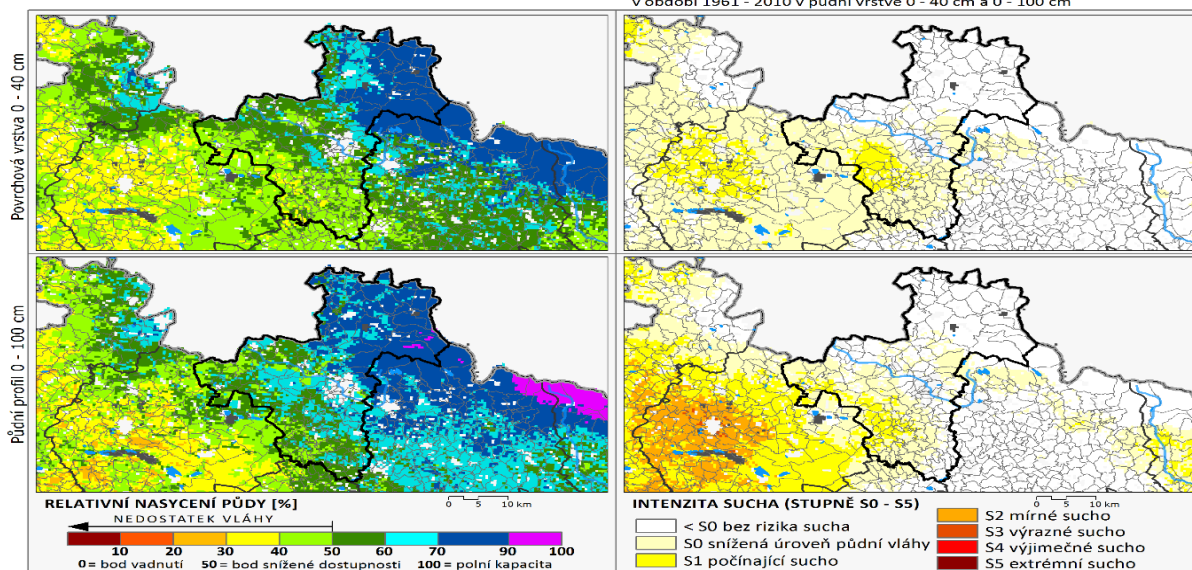 v období 1961 - 2010 v půdní vrstvě 0 - 40 cm a 0 - 100 cm
Povrchová vrstva 0 - 40 cm
Půdní profil 0 - 100 cm
RELATIVNÍ NASYCENÍ PŮDY [%]
NEDOSTATEK VLÁHY
10 20 30 40 50 60 70 90 100
0 = bod vadnutí 50 = bod snížené dostupnosti 100 = polní kapacita
0 5 10 km
INTENZITA SUCHA (STUPNĚ S0 - S5)
< S0 bez rizika sucha
S0 snížená úroveň půdní vláhy
S1 počínající sucho
0 5 10 km
S2 mírné sucho
S3 výrazné sucho
S4 výjimečné sucho
S5 extrémní sucho